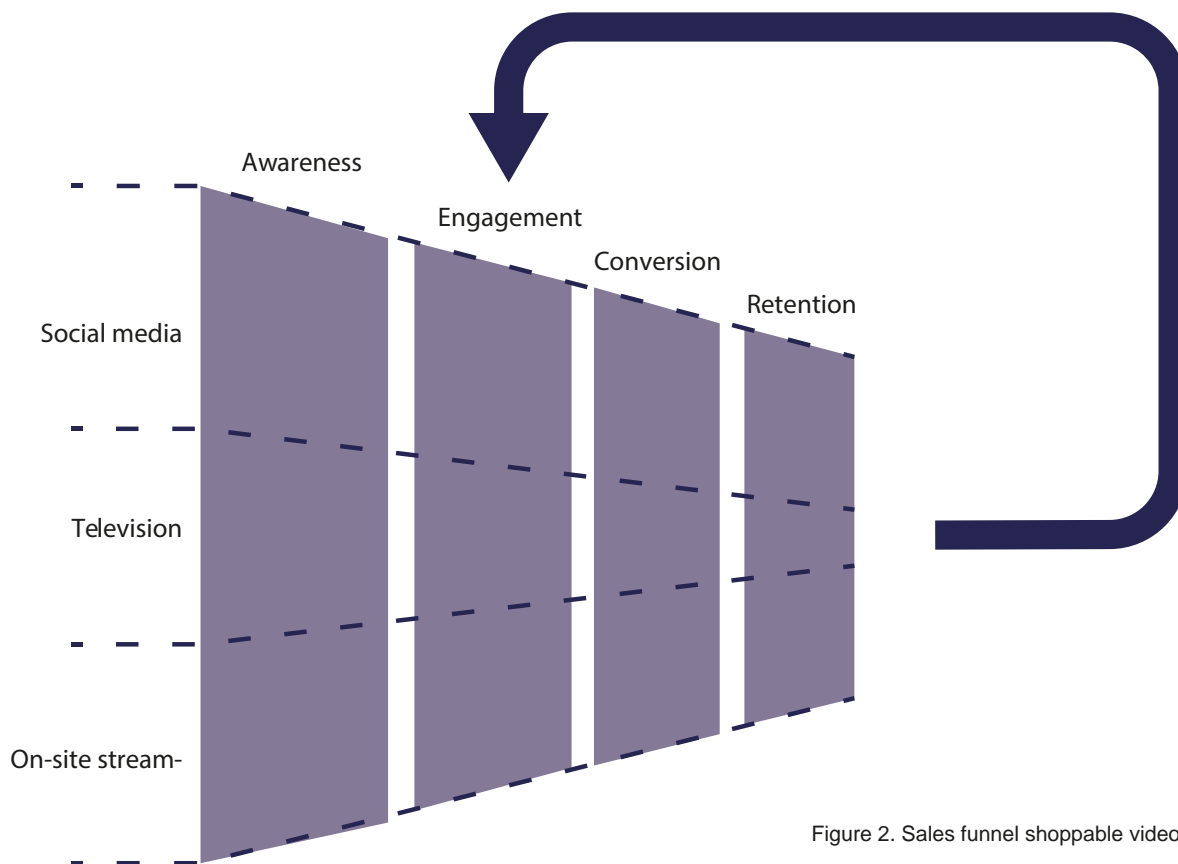 Awareness
Engagement
Conversion
Retention
Social media
Television
On-site stream-
Figure 2. Sales funnel shoppable video